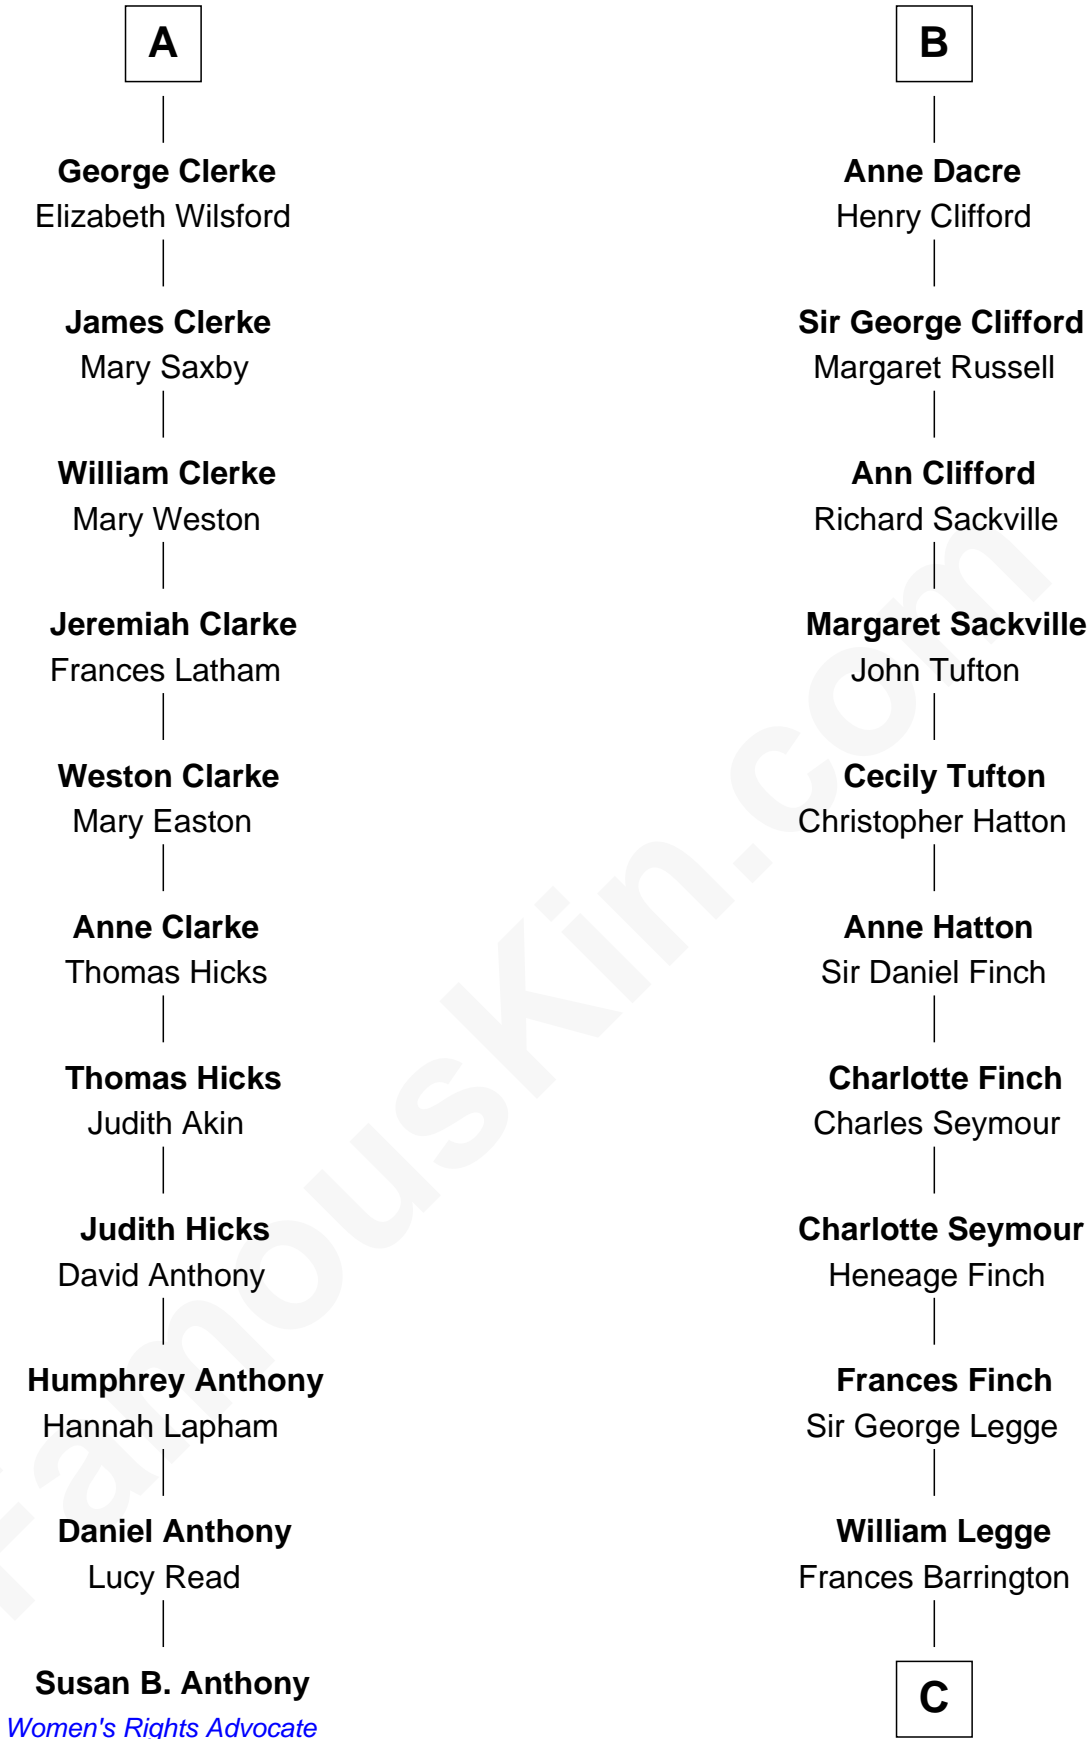 A
George Clerke
Elizabeth Wilsford
James Clerke
Mary Saxby
William Clerke
Mary Weston
Jeremiah Clarke
Frances Latham
Weston Clarke
Mary Easton
Anne Clarke
Thomas Hicks
Thomas Hicks
Judith Akin
Judith Hicks
David Anthony
Humphrey Anthony
Hannah Lapham
Daniel Anthony
Lucy Read
Susan B. Anthony
Women's Rights Advocate
B
Anne Dacre
Henry Clifford
Sir George Clifford
Margaret Russell
Ann Clifford
Richard Sackville
Margaret Sackville
John Tufton
Cecily Tufton
Christopher Hatton
Anne Hatton
Sir Daniel Finch
Charlotte Finch
Charles Seymour
Charlotte Seymour
Heneage Finch
Frances Finch
Sir George Legge
William Legge
Frances Barrington
C
FamousKin.com